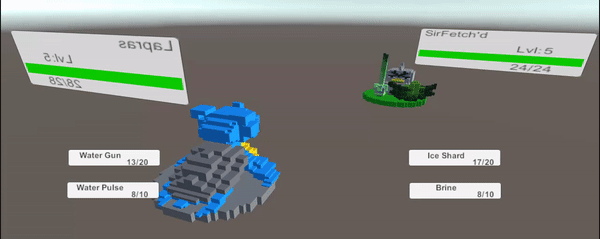 Lapras
Lvl:5
28/28
SirFetch'd
Lvl: 5
24/24
Water Gun
13/20
Ice Shard
17/20
Water Pulse
8/10
Brine
8/10